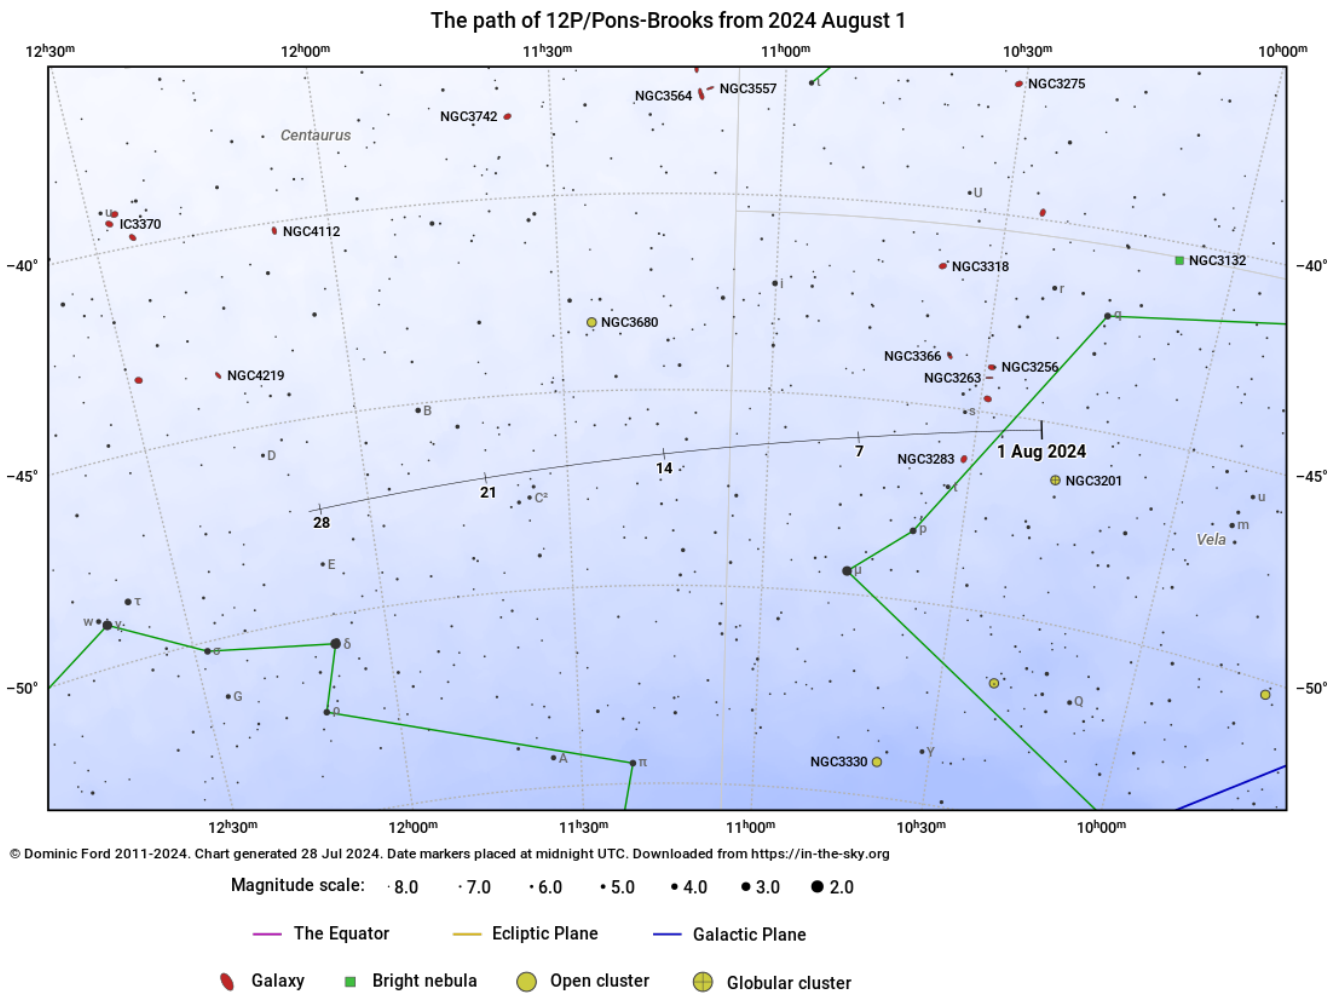 The path of 12P/Pons-Brooks from 2024 August 1
12h30m 12h00m 11h30m 11h00m 10h30m 10h00m
ι
NGC3275
NGC3564 NGC3557
NGC3742
Centaurus
U
u
IC3370
NGC4112
−40° −40°
NGC3132
NGC3318
i r
q
NGC3680
NGC3366
NGC3256
NGC4219
NGC3263
B s
1 Aug 2024
7
D
NGC3283
14
−45° −45°
NGC3201
t
21
C² u
28
m
p
Vela
E
μ
τ
w γ
δ
σ
−50° −50°
G Q
ρ
Y
A π
NGC3330
12h30m 12h00m 11h30m 11h00m 10h30m 10h00m
© Dominic Ford 2011-2024. Chart generated 28 Jul 2024. Date markers placed at midnight UTC. Downloaded from https://in-the-sky.org
Magnitude scale: 8.0 7.0 6.0 5.0 4.0 3.0 2.0
The Equator Ecliptic Plane Galactic Plane
Galaxy Bright nebula Open cluster Globular cluster